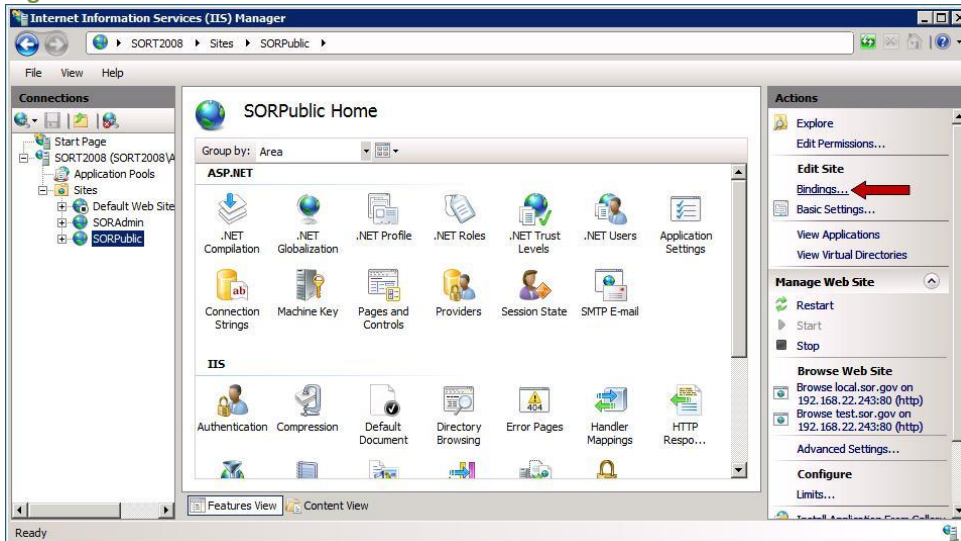 Internet Information Services (IIS) Manager
SORT2008 Sites SORPublic
File View Help
Connections
Start Page
SORT2008 (SORT2008\A
Application Pools
Sites
Default Web Site
SORAdmin
SORPublic
SORPublic Home
Group by: Area
ASP.NET
.NET Compilation
.NET Globalization
.NET Profile
.NET Roles
.NET Trust Levels
.NET Users
Application Settings
ab
Connection Strings
Machine Key
Pages and Controls
Providers
Session State
SMTP E-mail
IIS
Authentication
Compression
Default Document
Directory Browsing
404
Error Pages
Handler Mappings
HTTP Respo...
Features View
Content View
Actions
Explore
Edit Permissions...
Edit Site
Bindings...
Basic Settings...
View Applications
View Virtual Directories
Manage Web Site
Restart
Start
Stop
Browse Web Site
Browse local.sor.gov on
192.168.22.243:80 (http)
Browse test.sor.gov on
192.168.22.243:80 (http)
Advanced Settings...
Configure
Limits...
Ready